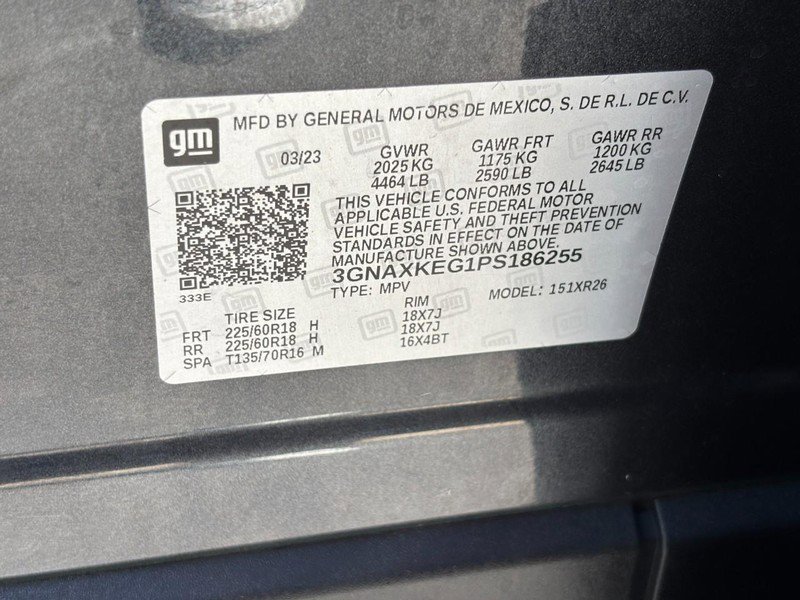 gm MFD BY GENERAL MOTORS DE MEXICO, S. DE R.L. DE C.V.
03/23 GVWR GAWR FRT GAWR RR
2025 KG 1175 KG 1200 KG
4464 LB 2590 LB 2645 LB
THIS VEHICLE CONFORMS TO ALL
APPLICABLE U.S. FEDERAL MOTOR
VEHICLE SAFETY AND THEFT PREVENTION
STANDARDS IN EFFECT ON THE DATE OF
MANUFACTURE SHOWN ABOVE.
3GNAXKEG1PS186255
333E TYPE: MPV MODEL: 151XR26
TIRE SIZE RIM
FRT 225/60R18 H 18X7J
RR 225/60R18 H 18X7J
SPA T135/70R16 M 16X4BT